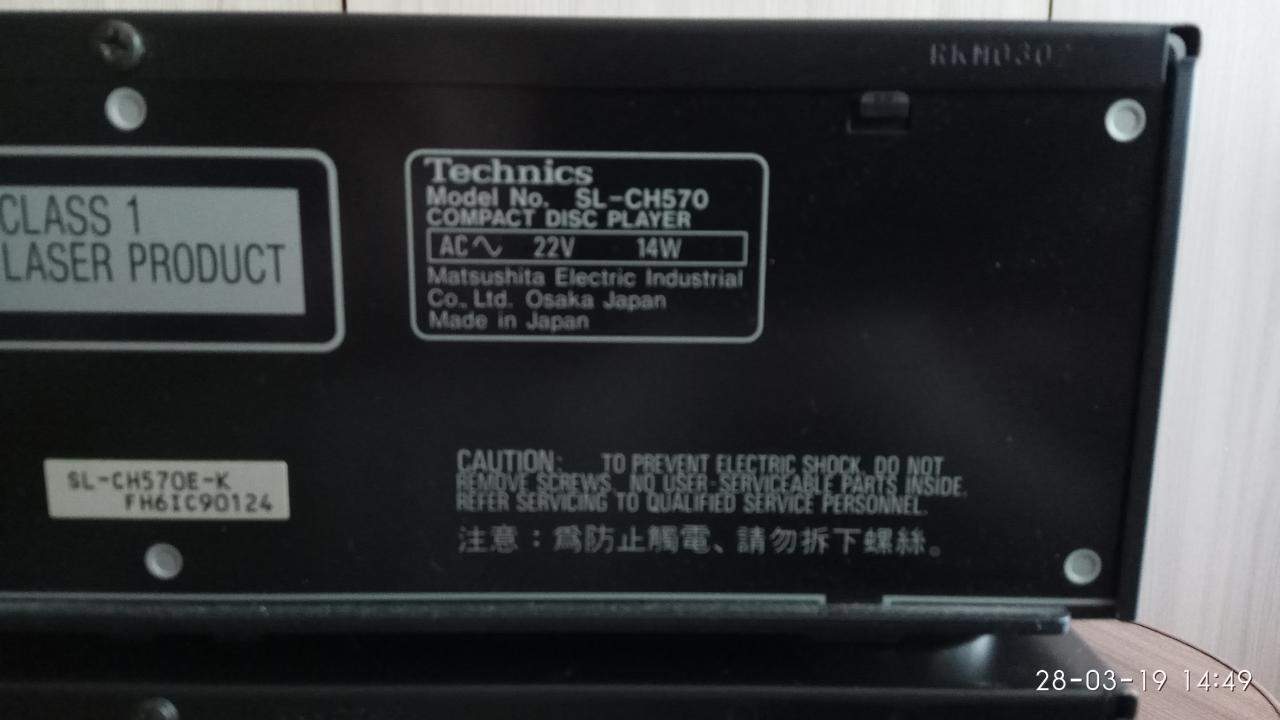 RKM0307
CLASS 1
LASER PRODUCT
Technics
Model No. SL-CH570
COMPACT DISC PLAYER
AC 22V 14W
Matsushita Electric Industrial
Co., Ltd. Osaka Japan
Made in Japan
SL-CH570E-K
FH6IC90124
CAUTION: TO PREVENT ELECTRIC SHOCK, DO NOT
REMOVE SCREWS. NO USER-SERVICEABLE PARTS INSIDE.
REFER SERVICING TO QUALIFIED SERVICE PERSONNEL.
注意：爲防止觸電、請勿拆下螺絲。
28-03-19 14:49